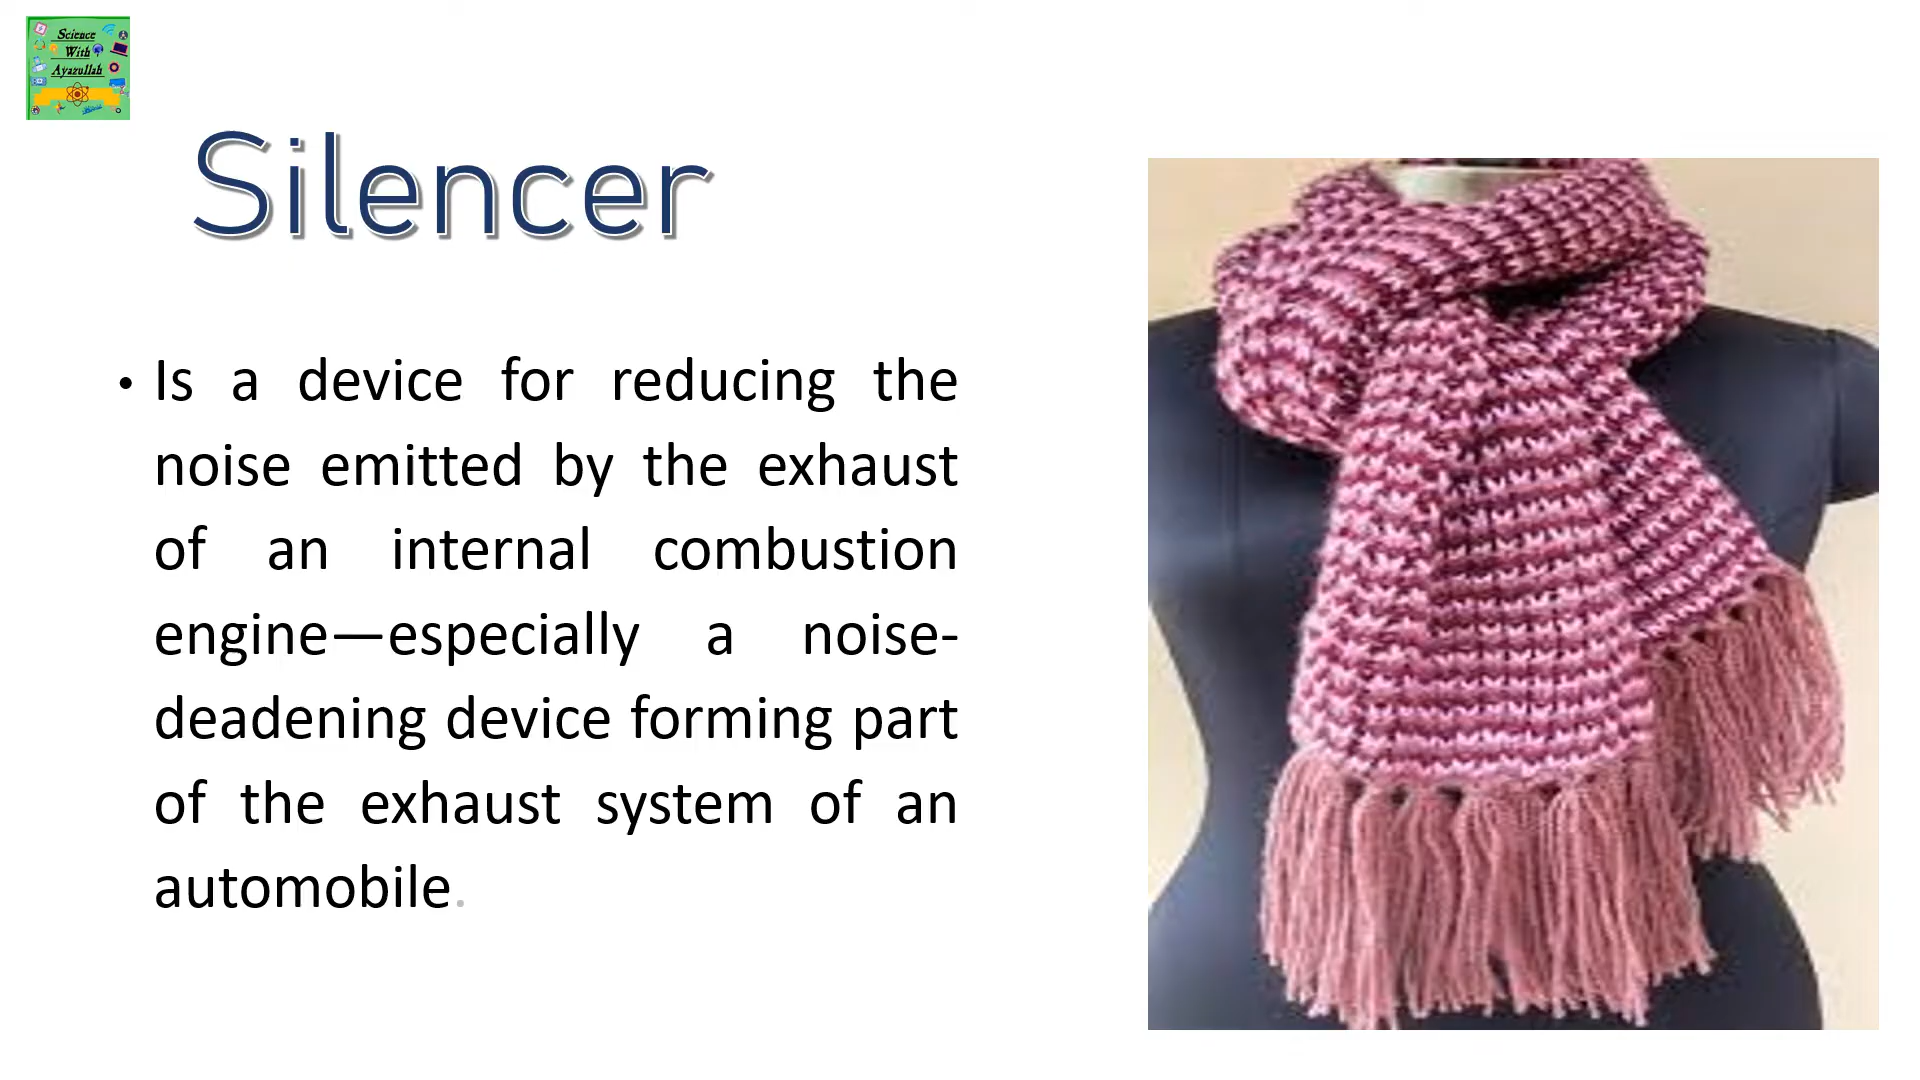 Science
With
Ayazullah
Silencer
• Is a device for reducing the
noise emitted by the exhaust
of an internal combustion
engine—especially a noise-
deadening device forming part
of the exhaust system of an
automobile.